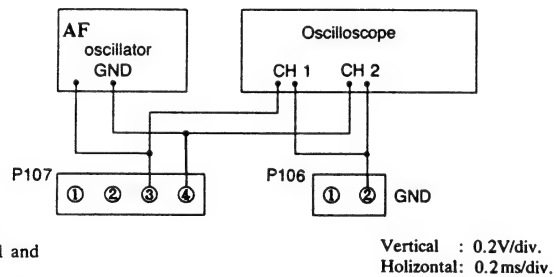 AF
oscillator
GND
Oscilloscope
CH 1 CH 2
P107
① ② ③ ④
P106
① ② GND
and
Vertical : 0.2V/div.
Holizontal: 0.2ms/div.